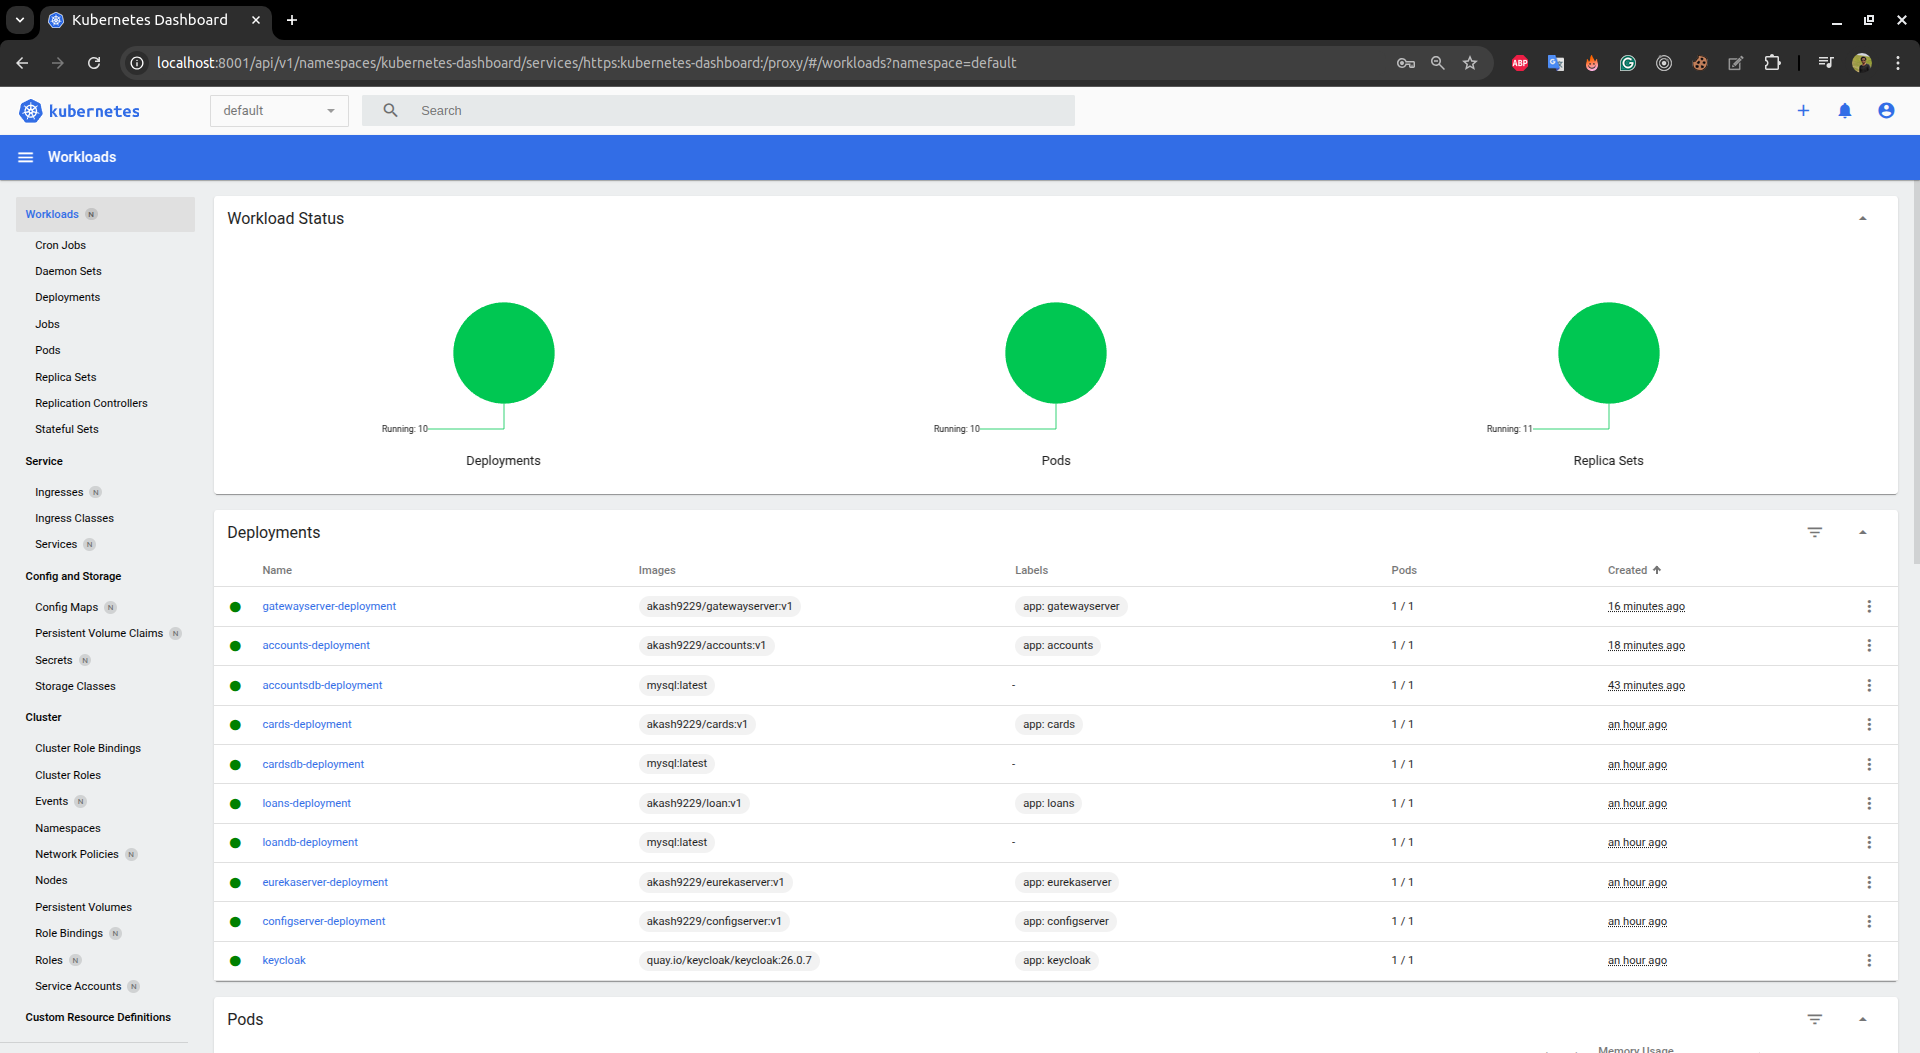 Kubernetes Dashboard
localhost:8001/api/v1/namespaces/kubernetes-dashboard/services/https:kubernetes-dashboard:/proxy/#/workloads?namespace=default
ABP
kubernetes
default
Search
Workloads
Workloads N
Cron Jobs
Daemon Sets
Deployments
Jobs
Pods
Replica Sets
Replication Controllers
Stateful Sets
Service
Ingresses N
Ingress Classes
Services N
Config and Storage
Config Maps N
Persistent Volume Claims N
Secrets N
Storage Classes
Cluster
Cluster Role Bindings
Cluster Roles
Events N
Namespaces
Network Policies N
Nodes
Persistent Volumes
Role Bindings N
Roles N
Service Accounts N
Custom Resource Definitions
Workload Status
Running: 10
Deployments
Running: 10
Pods
Running: 11
Replica Sets
Deployments
Name Images Labels Pods Created
gatewayserver-deployment akash9229/gatewayserver:v1 app: gatewayserver 1 / 1 16 minutes ago
accounts-deployment akash9229/accounts:v1 app: accounts 1 / 1 18 minutes ago
accountsdb-deployment mysql:latest - 1 / 1 43 minutes ago
cards-deployment akash9229/cards:v1 app: cards 1 / 1 an hour ago
cardsdb-deployment mysql:latest - 1 / 1 an hour ago
loans-deployment akash9229/loan:v1 app: loans 1 / 1 an hour ago
loandb-deployment mysql:latest - 1 / 1 an hour ago
eurekaserver-deployment akash9229/eurekaserver:v1 app: eurekaserver 1 / 1 an hour ago
configserver-deployment akash9229/configserver:v1 app: configserver 1 / 1 an hour ago
keycloak quay.io/keycloak/keycloak:26.0.7 app: keycloak 1 / 1 an hour ago
Pods
Memory Usage